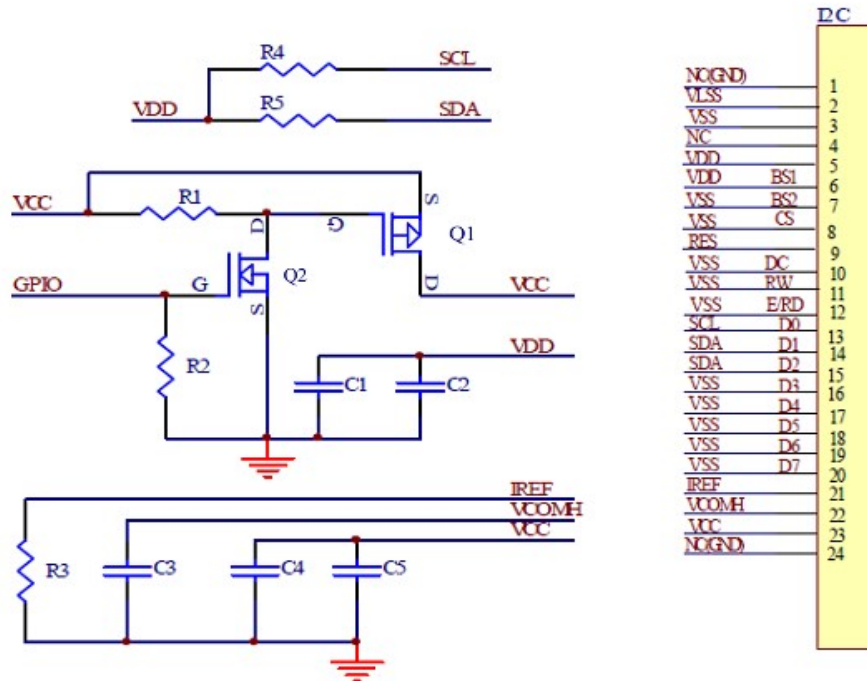 I2C
R4 SCL
VDD R5 SDA
VCC R1 D G S Q1 D VCC
GPIO G Q2 S
R2 C1 C2 VDD
IREF
VCOMH
VCC
R3 C3 C4 C5
NC(GND) 1
VLSS 2
VSS 3
NC 4
VDD 5
VDD BS1 6
VSS BS2 7
VSS CS 8
RES 9
VSS DC 10
VSS RW 11
VSS E/RD 12
SCL D0 13
SDA D1 14
SDA D2 15
VSS D3 16
VSS D4 17
VSS D5 18
VSS D6 19
VSS D7 20
IREF 21
VCOMH 22
VCC 23
NC(GND) 24